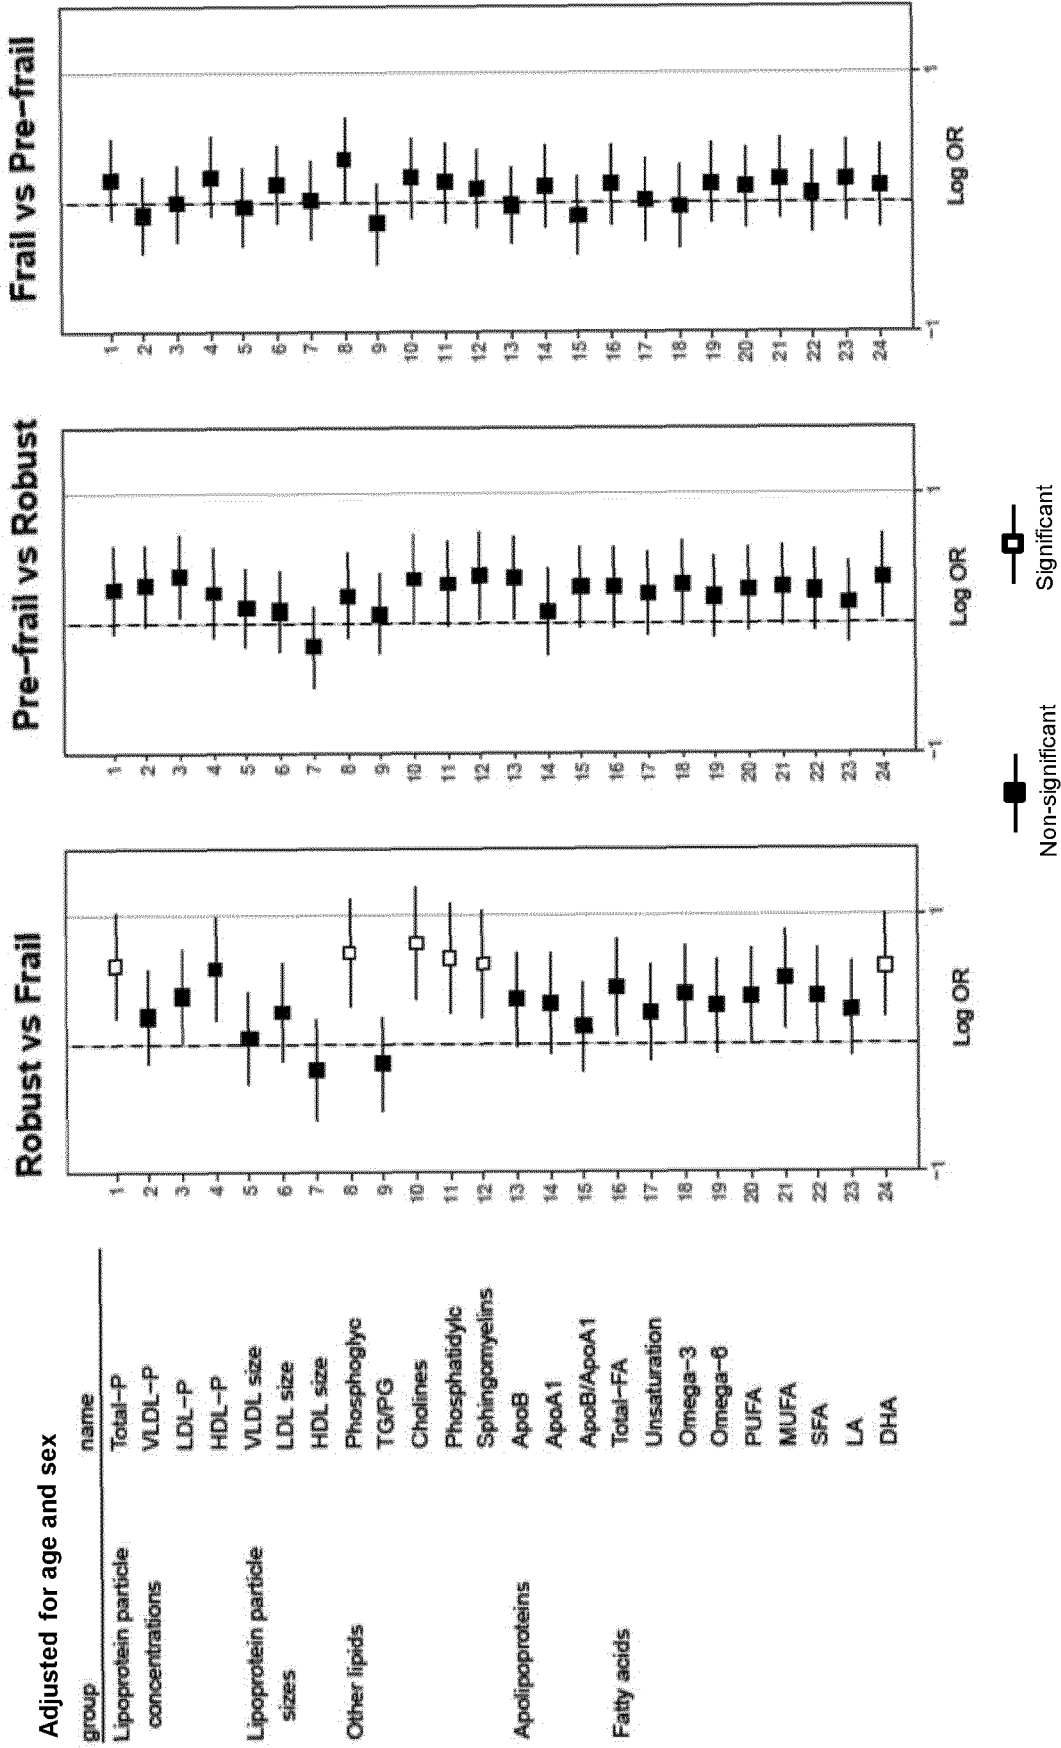 Adjusted for age and sex
group name
Lipoprotein particle Total-P
concentrations VLDL-P
LDL-P
HDL-P
Lipoprotein particle VLDL size
sizes LDL size
HDL size
Other lipids Phosphoglyc
TG/PG
Cholines
Phosphatidylc
Sphingomyelins
Apolipoproteins ApoB
ApoA1
ApoB/ApoA1
Fatty acids Total-FA
Unsaturation
Omega-3
Omega-6
PUFA
MUFA
SFA
LA
DHA
Robust vs Frail
1
2
3
4
5
6
7
8
9
10
11
12
13
14
15
16
17
18
19
20
21
22
23
24
-1 1
Log OR
Pre-frail vs Robust
1
2
3
4
5
6
7
8
9
10
11
12
13
14
15
16
17
18
19
20
21
22
23
24
-1 1
Log OR
Frail vs Pre-frail
1
2
3
4
5
6
7
8
9
10
11
12
13
14
15
16
17
18
19
20
21
22
23
24
-1 1
Log OR
Non-significant Significant